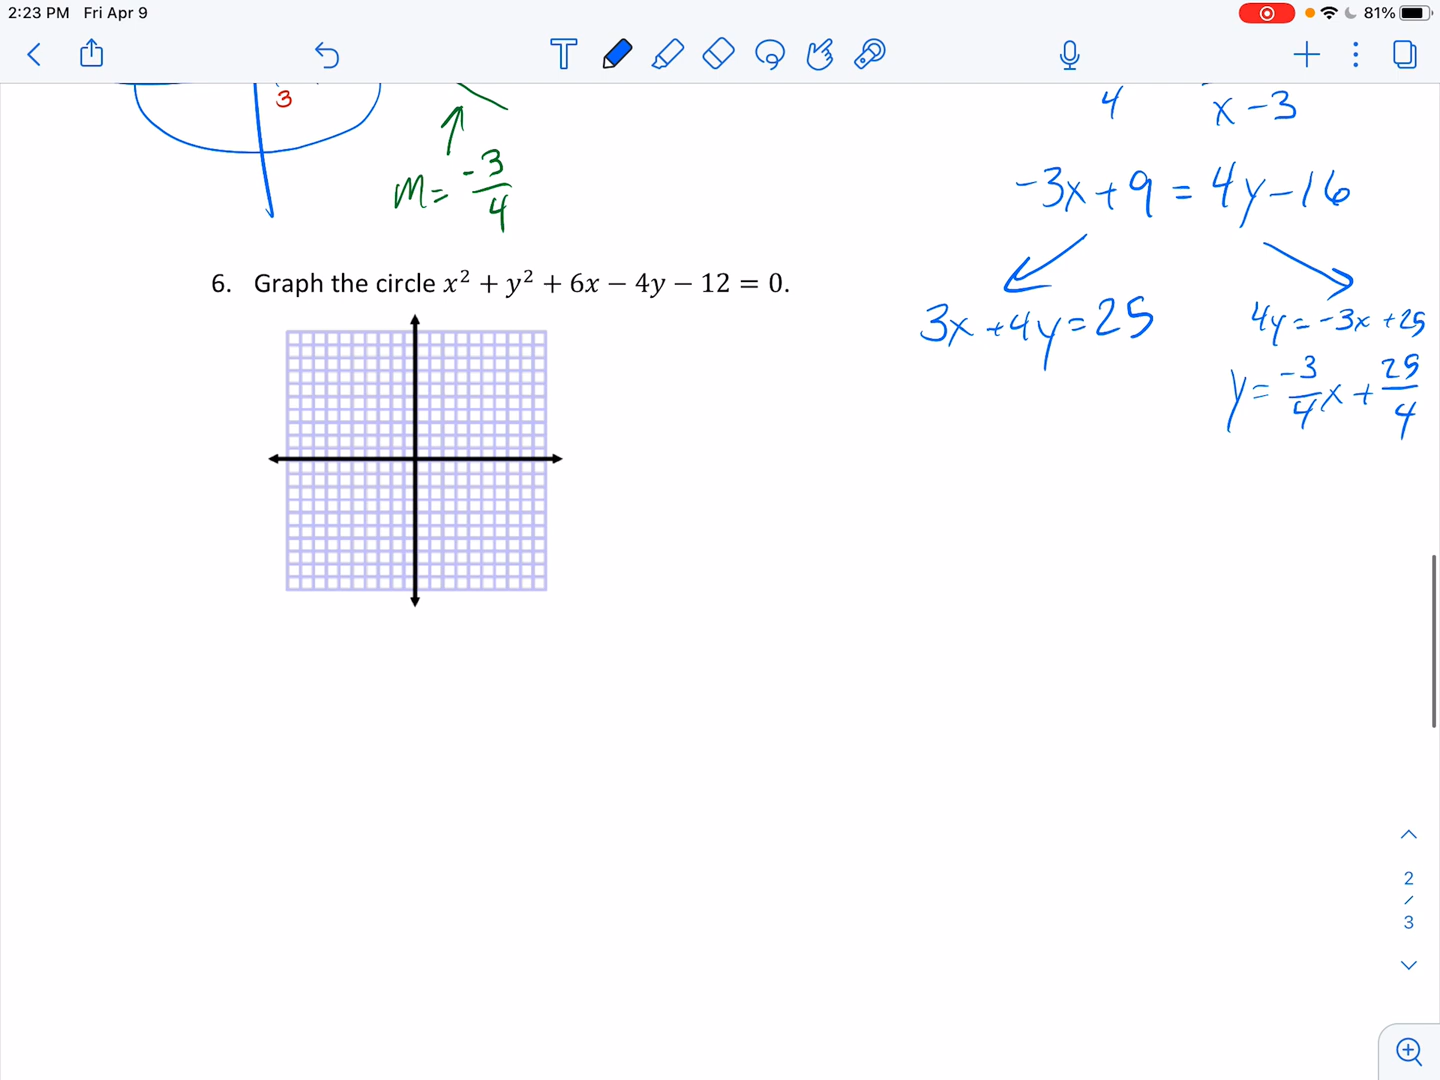 2:23 PM Fri Apr 9
81%
T
3
4
x - 3
m = -3/4
-3x + 9 = 4y - 16
6. Graph the circle x² + y² + 6x − 4y − 12 = 0.
3x + 4y = 25
4y = -3x + 25
y = -3/4 x + 25/4
2
/
3